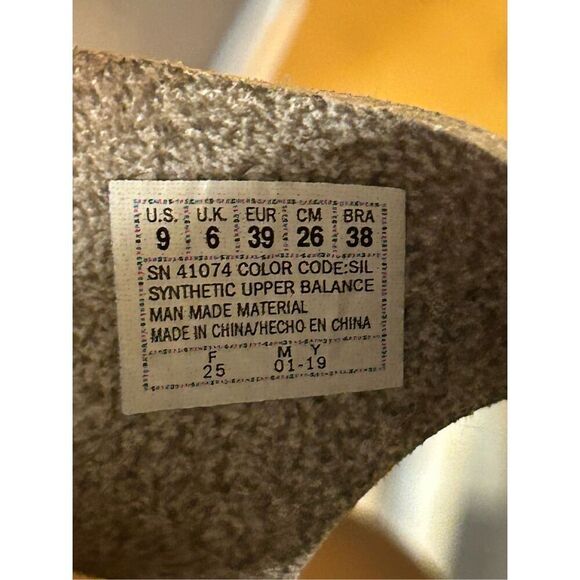 U.S. U.K. EUR CM BRA
9 6 39 26 38
SN 41074 COLOR CODE:SIL
SYNTHETIC UPPER BALANCE
MAN MADE MATERIAL
MADE IN CHINA/HECHO EN CHINA
F M Y
25 01-19